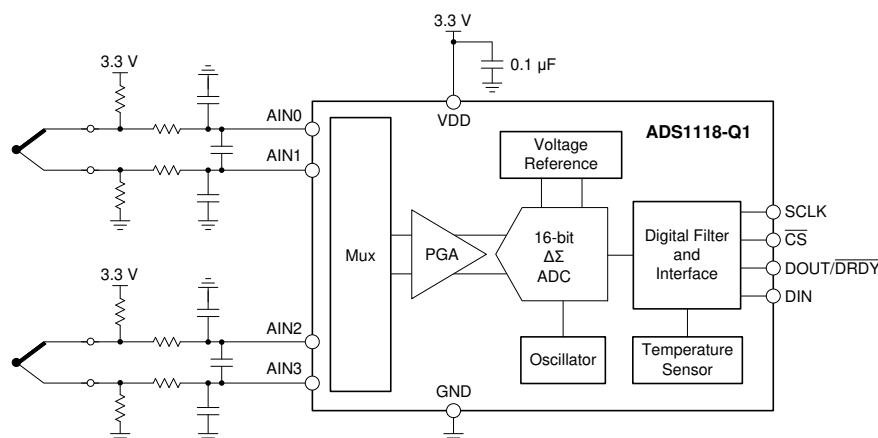 3.3 V
0.1 µF
3.3 V
VDD
AIN0
AIN1
ADS1118-Q1
Voltage
Reference
Mux
PGA
16-bit
ΔΣ
ADC
Digital Filter
and
Interface
SCLK
CS
DOUT/DRDY
DIN
3.3 V
AIN2
AIN3
Oscillator
Temperature
Sensor
GND